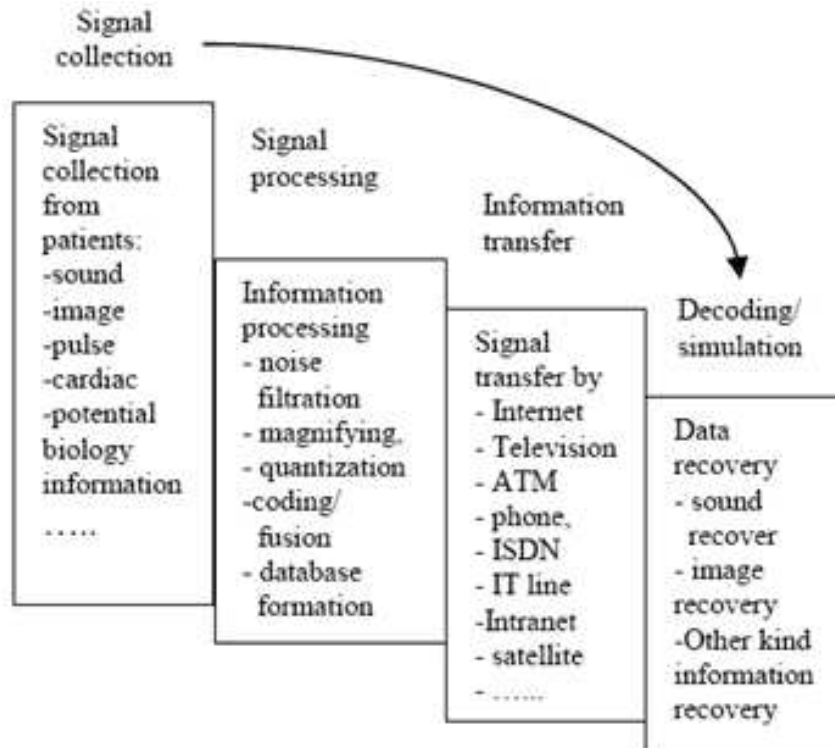 Signal
collection
Signal
collection
from
patients:
-sound
-image
-pulse
-cardiac
-potential
biology
information
…..
Signal
processing
Information
processing
- noise
filtration
- magnifying,
- quantization
-coding/
fusion
- database
formation
Information
transfer
Signal
transfer by
- Internet
- Television
- ATM
- phone,
- ISDN
- IT line
-Intranet
- satellite
- …...
Decoding/
simulation
Data
recovery
- sound
recover
- image
recovery
-Other kind
information
recovery